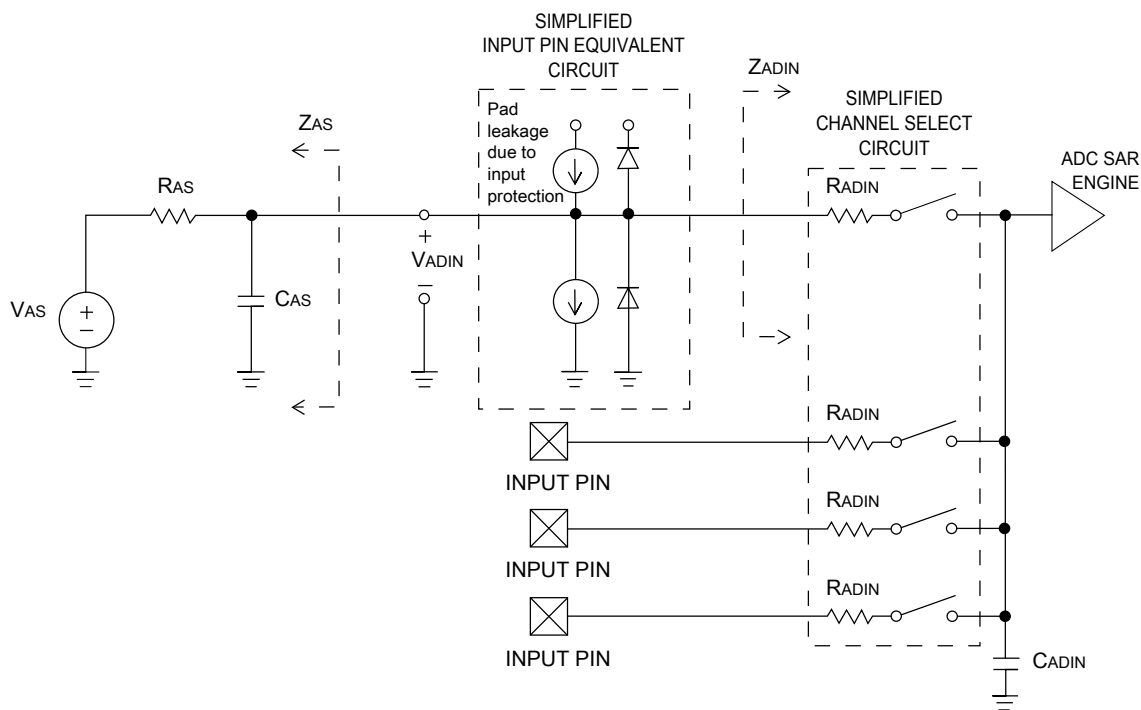 SIMPLIFIED
INPUT PIN EQUIVALENT
CIRCUIT
ZADIN
Pad
leakage
due to
input
protection
SIMPLIFIED
CHANNEL SELECT
CIRCUIT
ZAS
ADC SAR
ENGINE
RAS
RADIN
+
VADIN
−
CAS
VAS
+
−
RADIN
INPUT PIN
RADIN
INPUT PIN
RADIN
INPUT PIN
CADIN